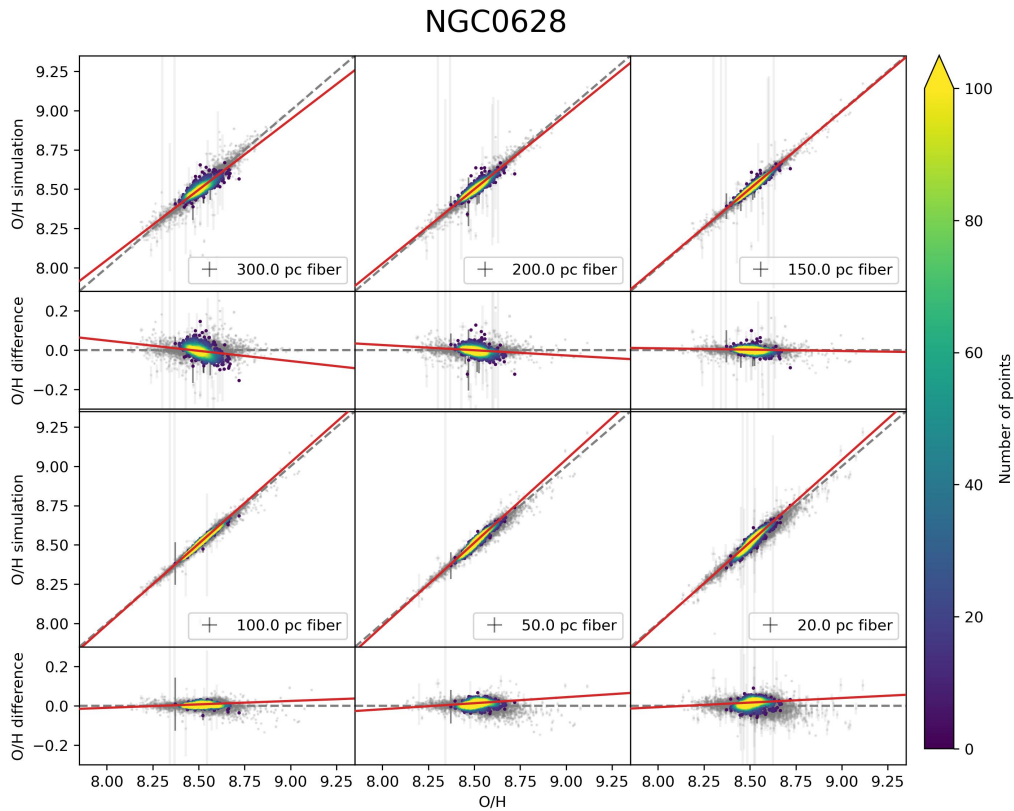 NGC0628
O/H simulation
9.25
9.00
8.75
8.50
8.25
8.00
300.0 pc fiber
200.0 pc fiber
150.0 pc fiber
O/H difference
0.2
0.0
−0.2
O/H simulation
9.25
9.00
8.75
8.50
8.25
8.00
100.0 pc fiber
50.0 pc fiber
20.0 pc fiber
O/H difference
0.2
0.0
−0.2
8.00 8.25 8.50 8.75 9.00 9.25
8.00 8.25 8.50 8.75 9.00 9.25
8.00 8.25 8.50 8.75 9.00 9.25
O/H
100
80
60
40
20
0
Number of points